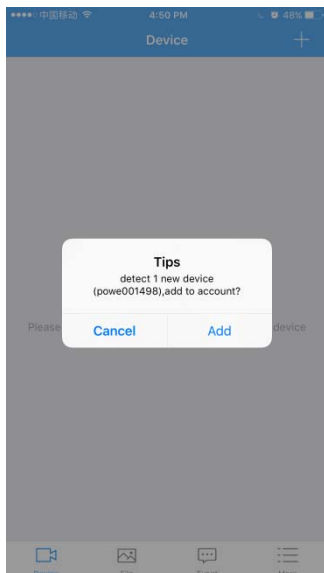 中国移动 4:50 PM 48%
Device
Tips
detect 1 new device
(powe001498),add to account?
Please device
Cancel Add